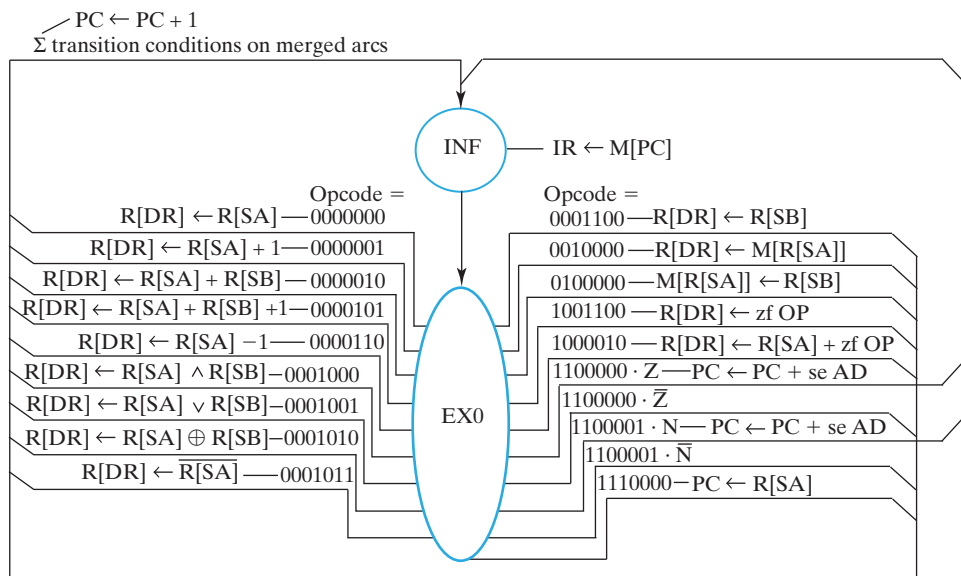 PC ← PC + 1
Σ transition conditions on merged arcs
INF
IR ← M[PC]
Opcode =
R[DR] ← R[SA] 0000000
R[DR] ← R[SA] + 1 0000001
R[DR] ← R[SA] + R[SB] 0000010
R[DR] ← R[SA] + R[SB] +1 0000101
R[DR] ← R[SA] −1 0000110
R[DR] ← R[SA] ∧ R[SB] 0001000
R[DR] ← R[SA] ∨ R[SB] 0001001
R[DR] ← R[SA] ⊕ R[SB] 0001010
R[DR] ← R̅[̅S̅A̅]̅ 0001011
EX0
Opcode =
0001100 R[DR] ← R[SB]
0010000 R[DR] ← M[R[SA]]
0100000 M[R[SA]] ← R[SB]
1001100 R[DR] ← zf OP
1000010 R[DR] ← R[SA] + zf OP
1100000 · Z PC ← PC + se AD
1100000 · Z̅
1100001 · N PC ← PC + se AD
1100001 · N̅
1110000 PC ← R[SA]